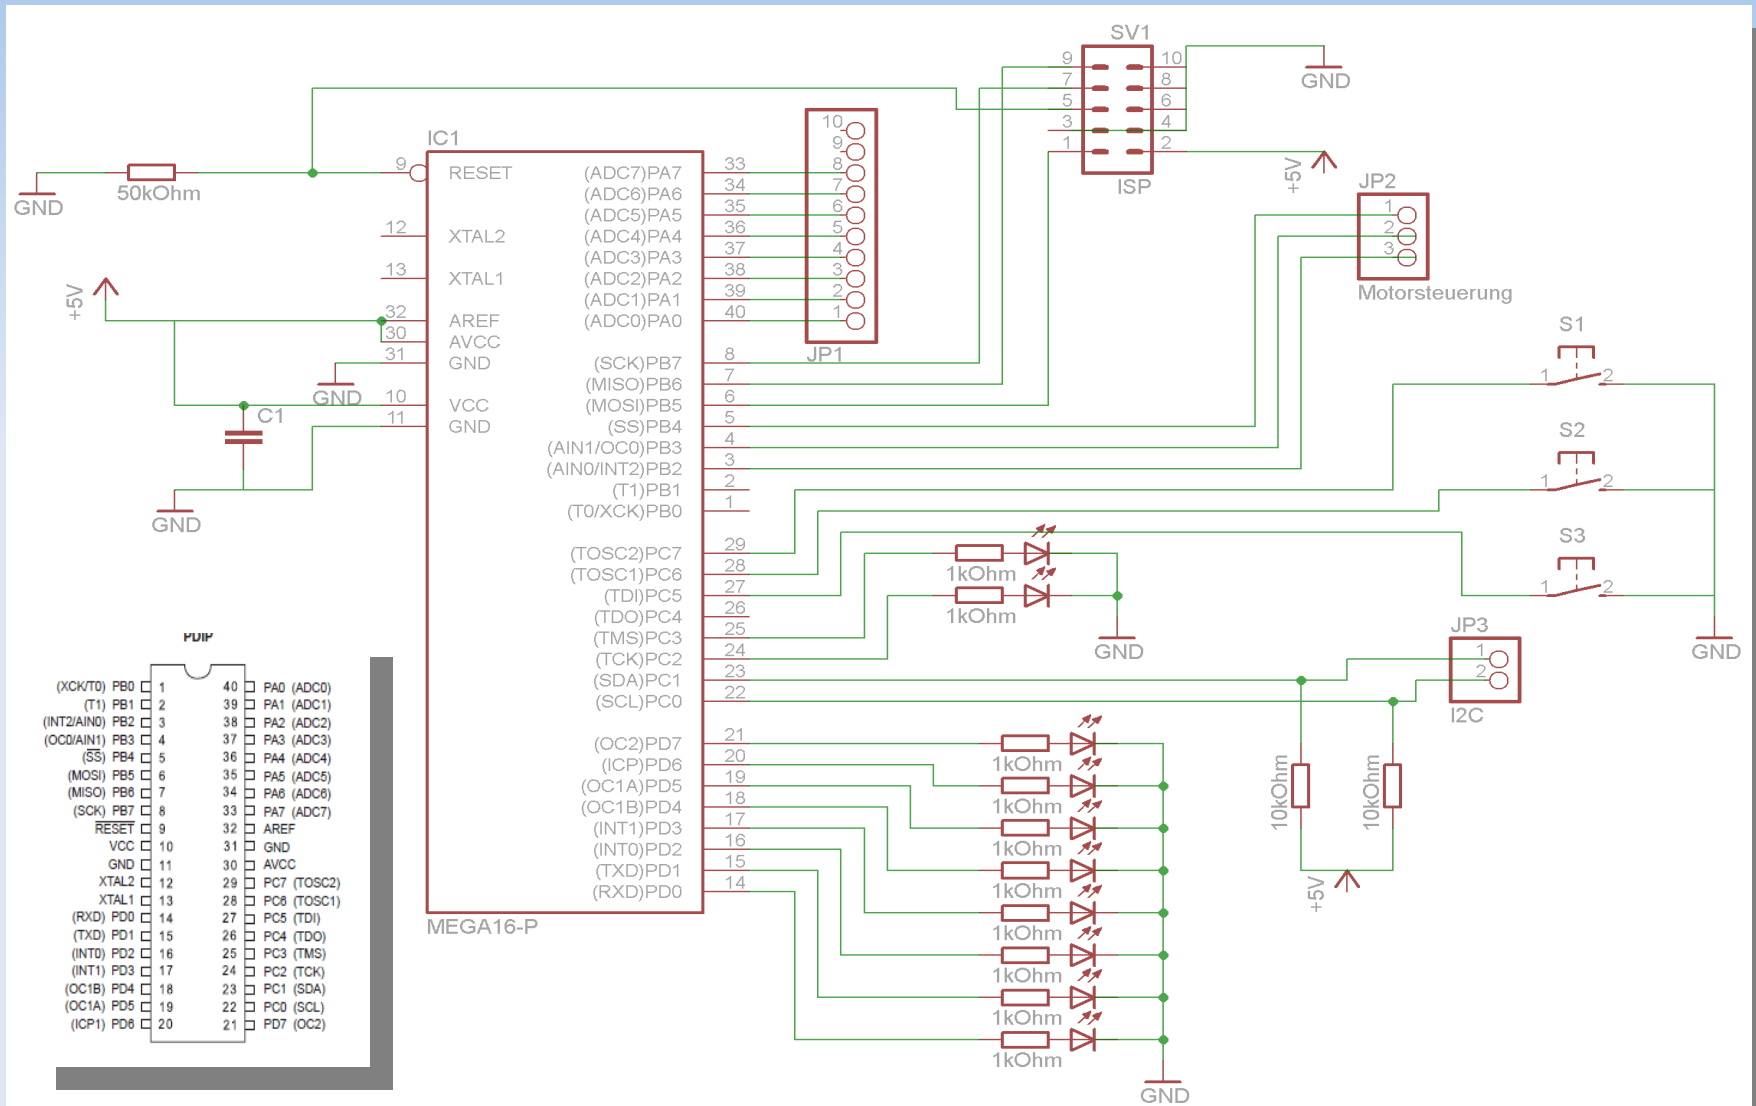 SV1
9 10
7 8
5 6
3 4
1 2
ISP
GND
+5V
IC1
9 RESET
50kOhm
GND
12 XTAL2
13 XTAL1
+5V
32 AREF
30 AVCC
31 GND
GND
10 VCC
11 GND
C1
GND
(ADC7)PA7 33
(ADC6)PA6 34
(ADC5)PA5 35
(ADC4)PA4 36
(ADC3)PA3 37
(ADC2)PA2 38
(ADC1)PA1 39
(ADC0)PA0 40
(SCK)PB7 8
(MISO)PB6 7
(MOSI)PB5 6
(SS)PB4 5
(AIN1/OC0)PB3 4
(AIN0/INT2)PB2 3
(T1)PB1 2
(T0/XCK)PB0 1
(TOSC2)PC7 29
(TOSC1)PC6 28
(TDI)PC5 27
(TDO)PC4 26
(TMS)PC3 25
(TCK)PC2 24
(SDA)PC1 23
(SCL)PC0 22
(OC2)PD7 21
(ICP)PD6 20
(OC1A)PD5 19
(OC1B)PD4 18
(INT1)PD3 17
(INT0)PD2 16
(TXD)PD1 15
(RXD)PD0 14
MEGA16-P
10
9
8
7
6
5
4
3
2
1
JP1
JP2
1
2
3
Motorsteuerung
S1
1 2
S2
1 2
S3
1 2
GND
1kOhm
1kOhm
GND
JP3
1
2
I2C
10kOhm
10kOhm
+5V
1kOhm
1kOhm
1kOhm
1kOhm
1kOhm
1kOhm
1kOhm
1kOhm
GND
PDIP
(XCK/T0) PB0 1 40 PA0 (ADC0)
(T1) PB1 2 39 PA1 (ADC1)
(INT2/AIN0) PB2 3 38 PA2 (ADC2)
(OC0/AIN1) PB3 4 37 PA3 (ADC3)
(SS) PB4 5 36 PA4 (ADC4)
(MOSI) PB5 6 35 PA5 (ADC5)
(MISO) PB6 7 34 PA6 (ADC6)
(SCK) PB7 8 33 PA7 (ADC7)
RESET 9 32 AREF
VCC 10 31 GND
GND 11 30 AVCC
XTAL2 12 29 PC7 (TOSC2)
XTAL1 13 28 PC6 (TOSC1)
(RXD) PD0 14 27 PC5 (TDI)
(TXD) PD1 15 26 PC4 (TDO)
(INT0) PD2 16 25 PC3 (TMS)
(INT1) PD3 17 24 PC2 (TCK)
(OC1B) PD4 18 23 PC1 (SDA)
(OC1A) PD5 19 22 PC0 (SCL)
(ICP1) PD6 20 21 PD7 (OC2)